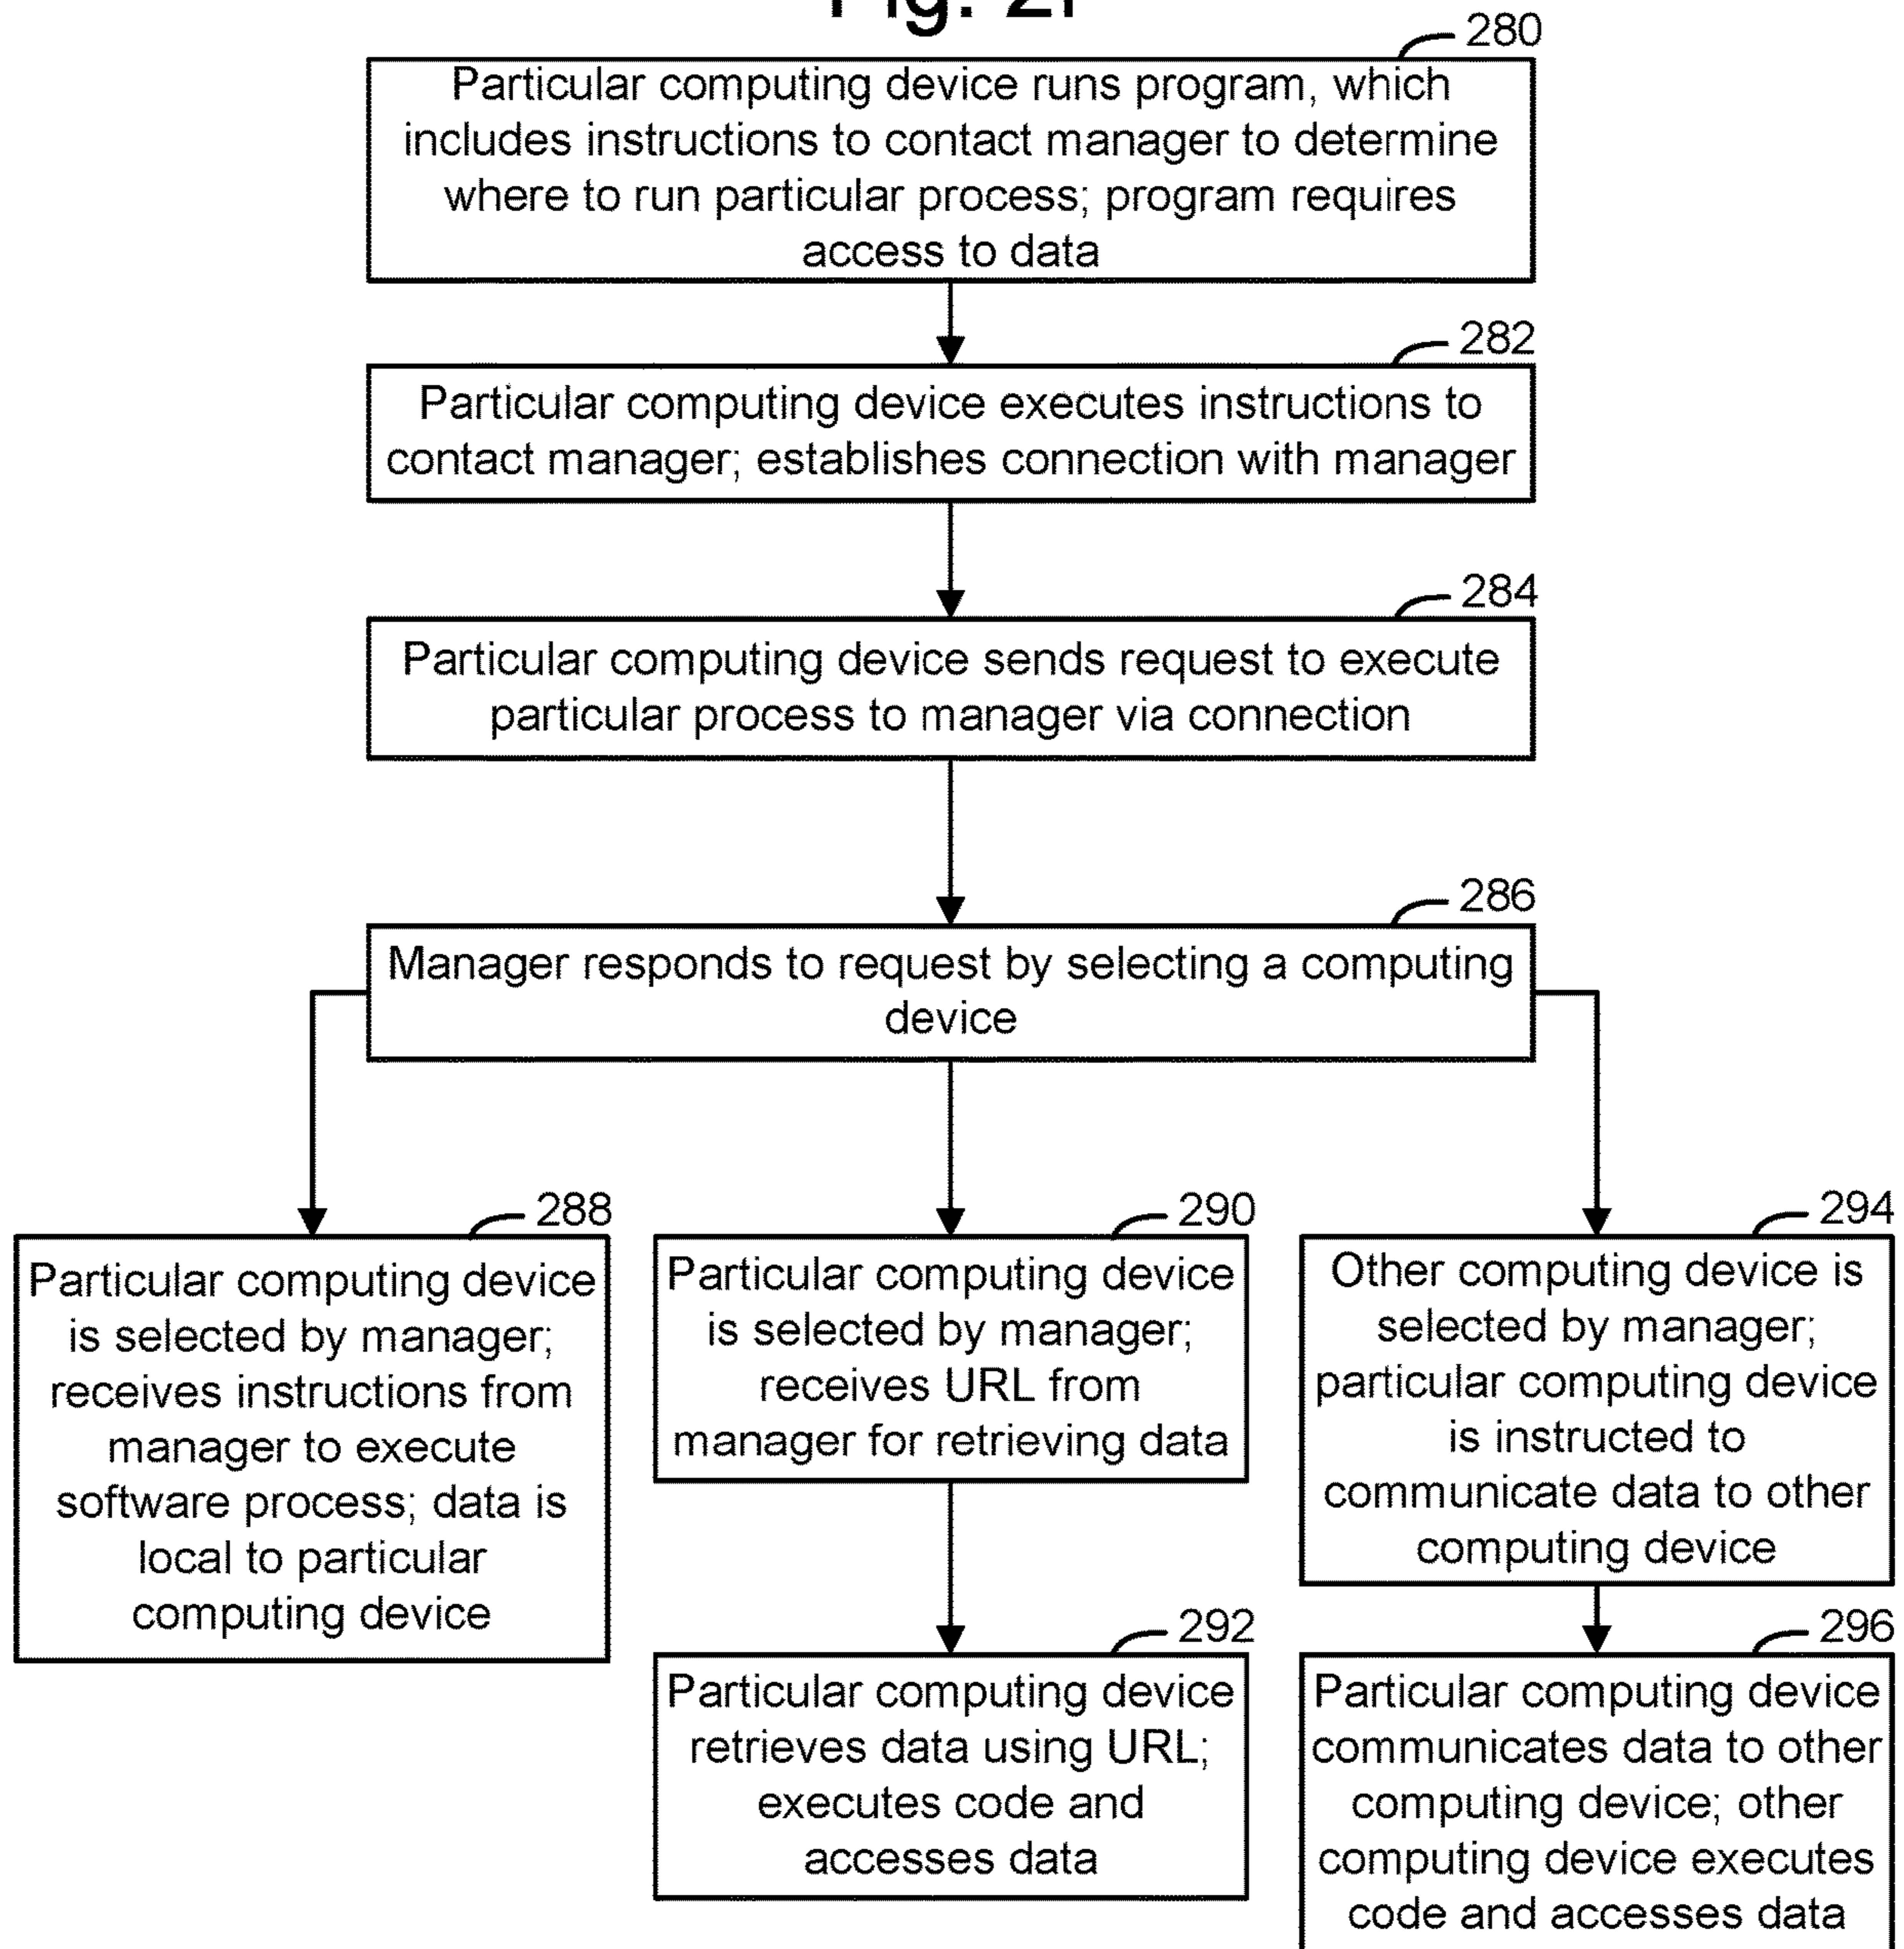 280
Particular computing device runs program, which
includes instructions to contact manager to determine
where to run particular process; program requires
access to data
282
Particular computing device executes instructions to
contact manager; establishes connection with manager
284
Particular computing device sends request to execute
particular process to manager via connection
286
Manager responds to request by selecting a computing
device
288
Particular computing device
is selected by manager;
receives instructions from
manager to execute
software process; data is
local to particular
computing device
290
Particular computing device
is selected by manager;
receives URL from
manager for retrieving data
292
Particular computing device
retrieves data using URL;
executes code and
accesses data
294
Other computing device is
selected by manager;
particular computing device
is instructed to
communicate data to other
computing device
296
Particular computing device
communicates data to other
computing device; other
computing device executes
code and accesses data